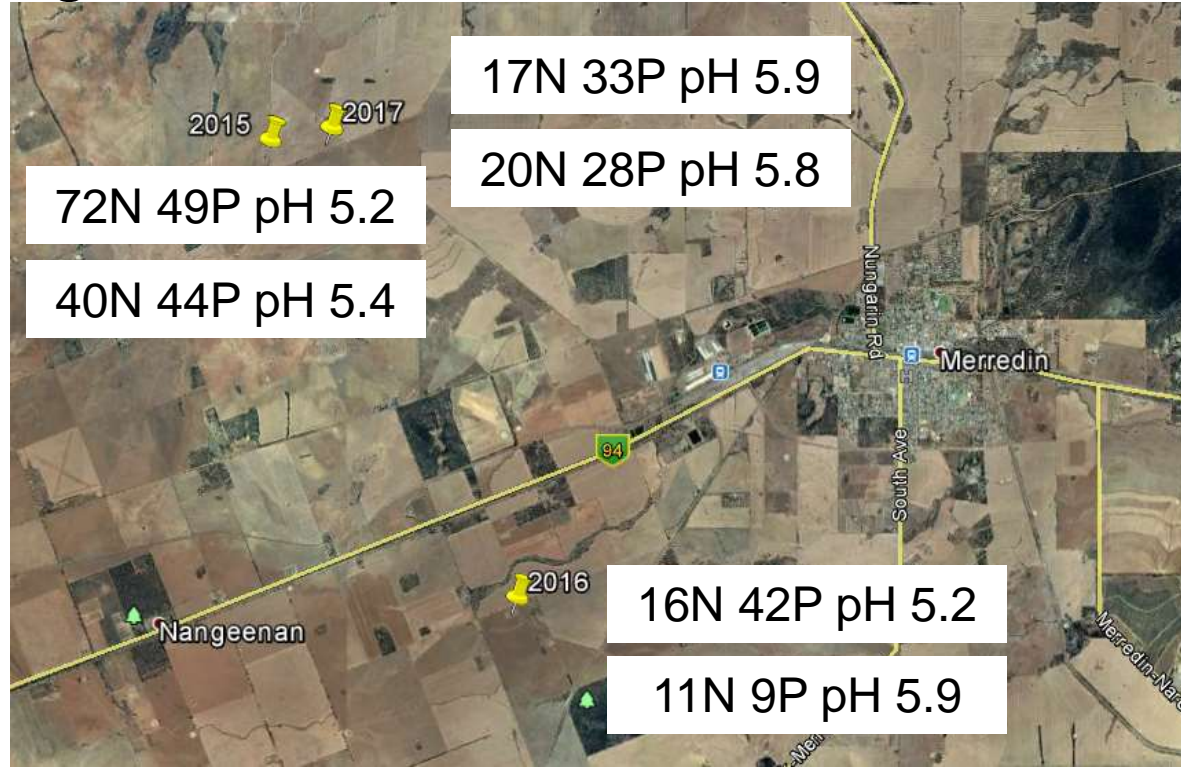 17N 33P pH 5.9
2015
2017
20N 28P pH 5.8
72N 49P pH 5.2
40N 44P pH 5.4
Nungarin Rd
Merredin
94
South Ave
2016
16N 42P pH 5.2
Nangeenan
11N 9P pH 5.9